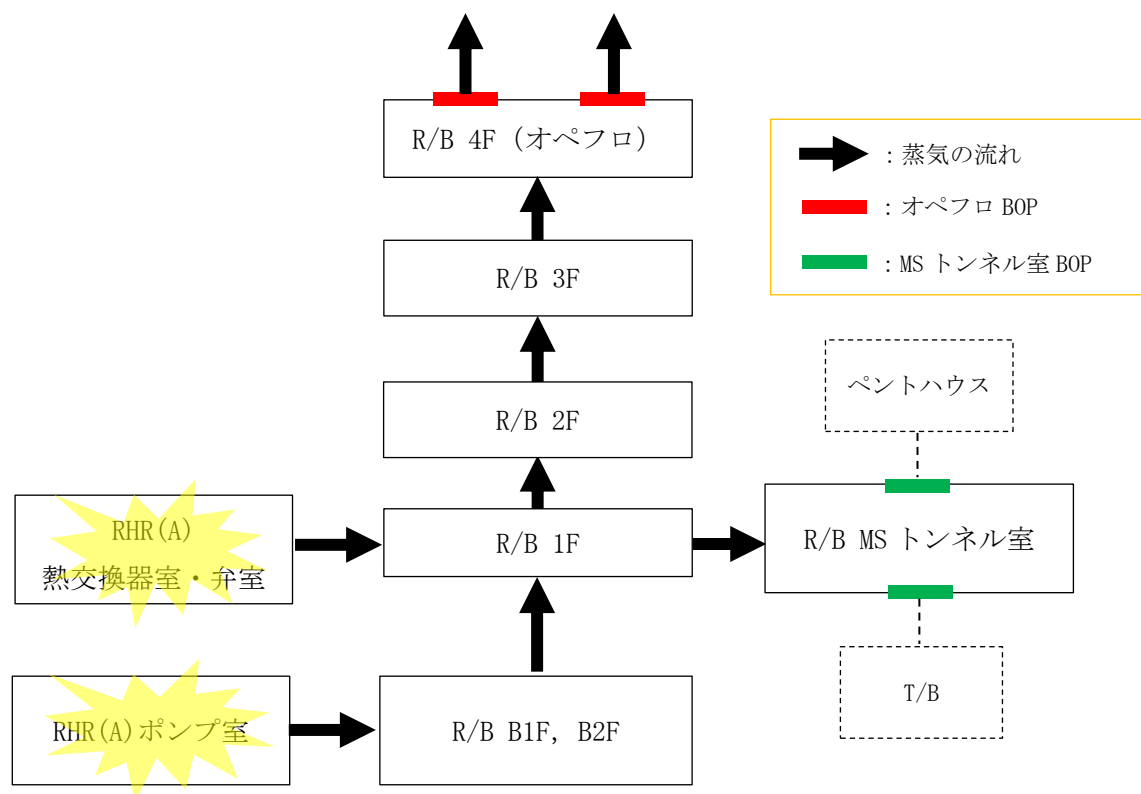 R/B 4F (オペフロ)
：蒸気の流れ
：オペフロ BOP
：MS トンネル室 BOP
R/B 3F
ペントハウス
R/B 2F
RHR(A)
熱交換器室・弁室
R/B 1F
R/B MS トンネル室
RHR(A)ポンプ室
R/B B1F, B2F
T/B